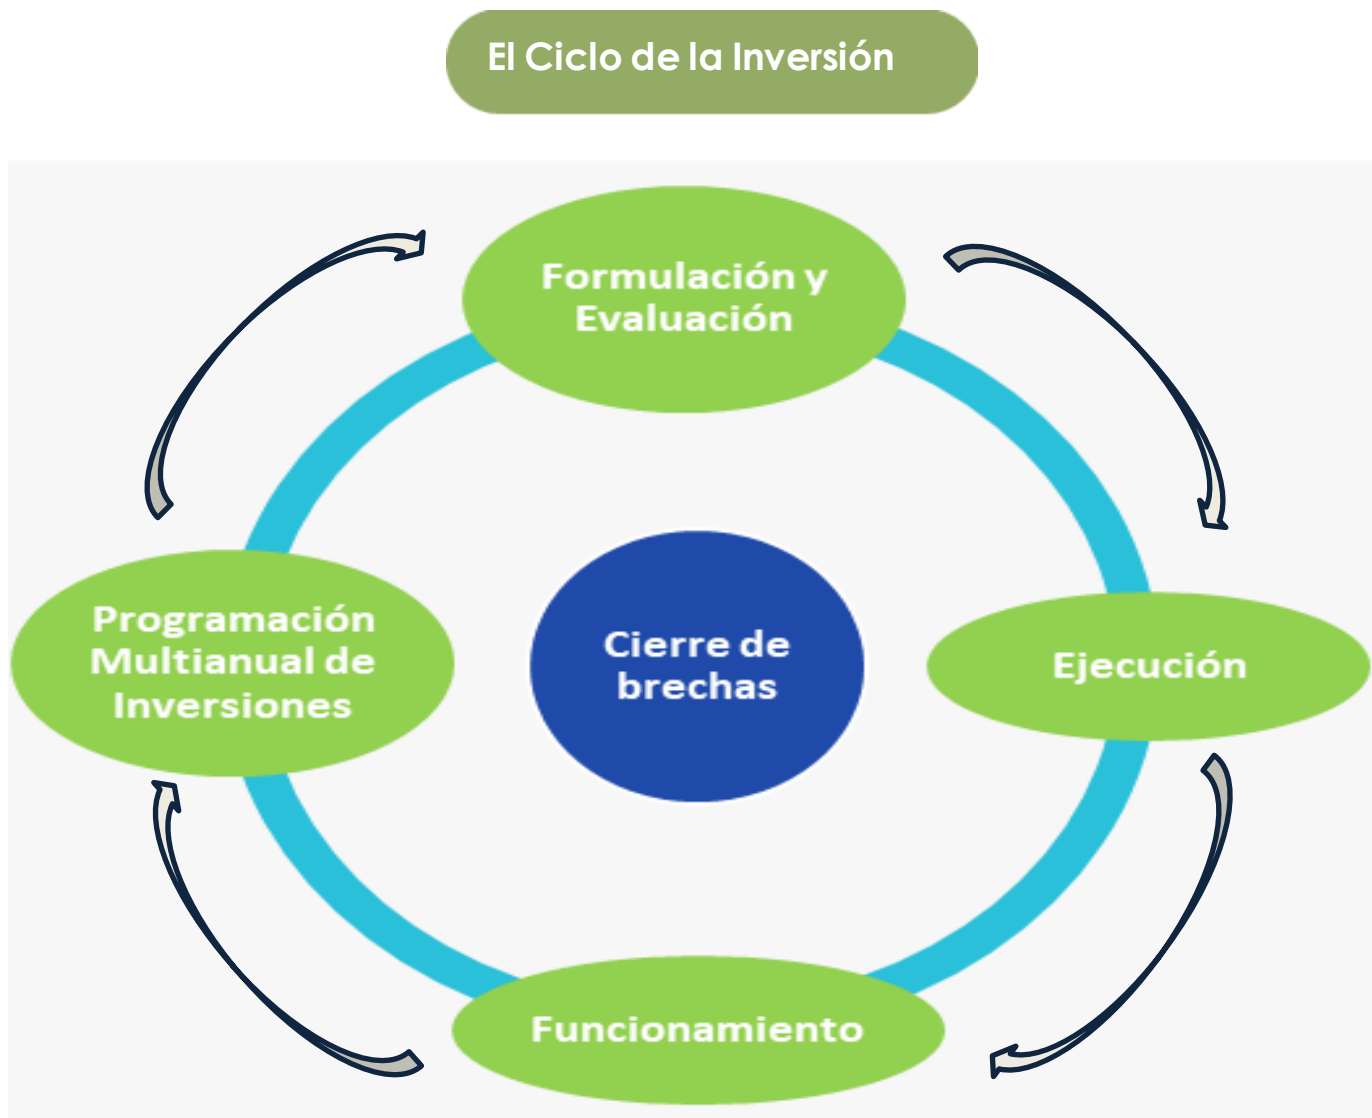 El Ciclo de la Inversión
Formulación y
Evaluación
Programación
Multianual de
Inversiones
Cierre de
brechas
Ejecución
Funcionamiento